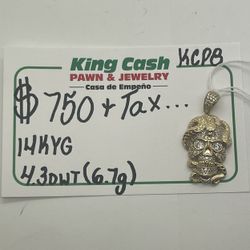 King Cash KCPB
PAWN & JEWELRY
Casa de Empeño
$750 + Tax...
14KYG
4.3DWT (6.7g)